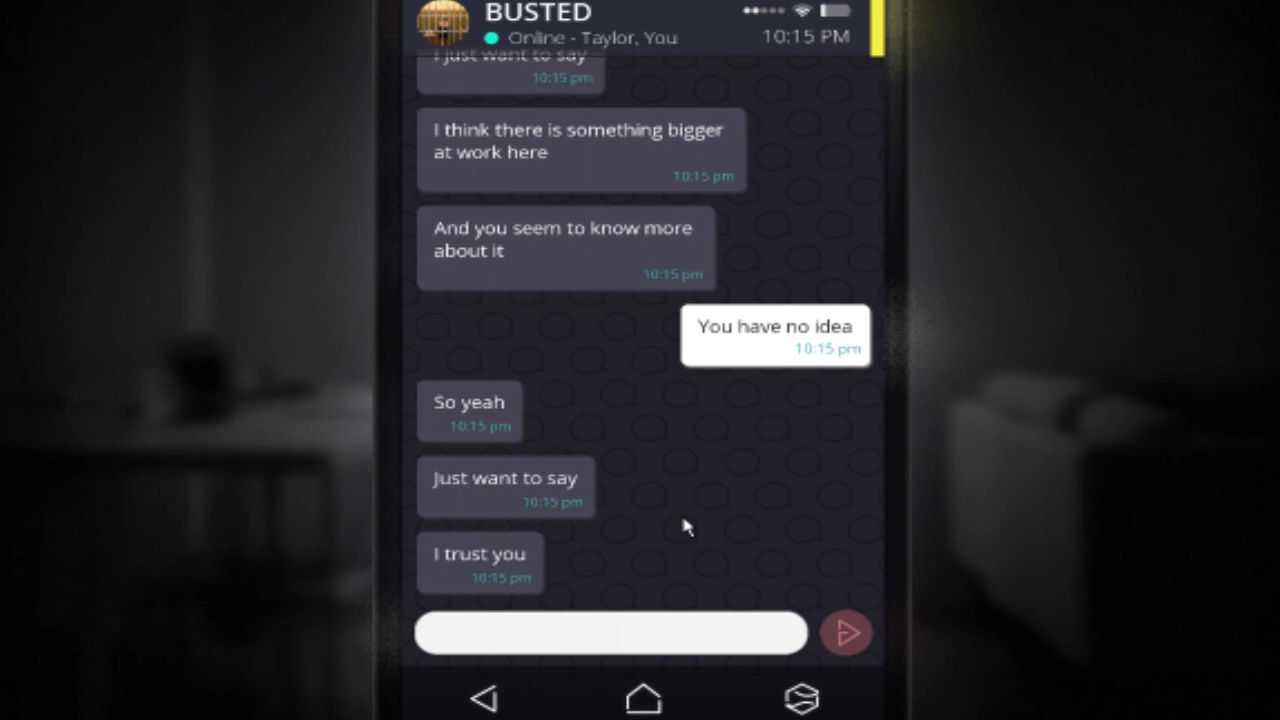 BUSTED
Online - Taylor, You
10:15 PM
I just want to say
10:15 pm
I think there is something bigger
at work here
10:15 pm
And you seem to know more
about it
10:15 pm
You have no idea
10:15 pm
So yeah
10:15 pm
Just want to say
10:15 pm
I trust you
10:15 pm